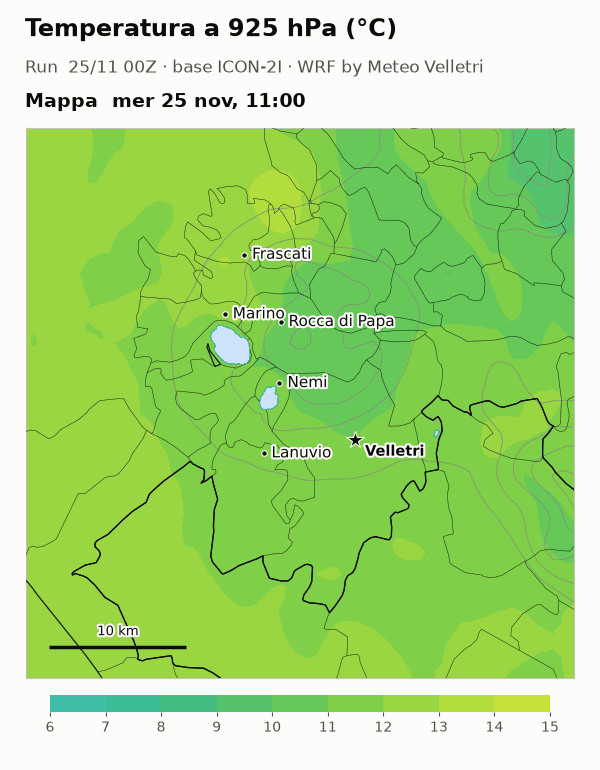 Temperatura a 925 hPa (°C)
Run  25/11 00Z · base ICON-2I · WRF by Meteo Velletri
Mappa  mer 25 nov, 11:00
Frascati
Marino
Rocca di Papa
Nemi
Velletri
Lanuvio
10 km
6 7 8 9 10 11 12 13 14 15